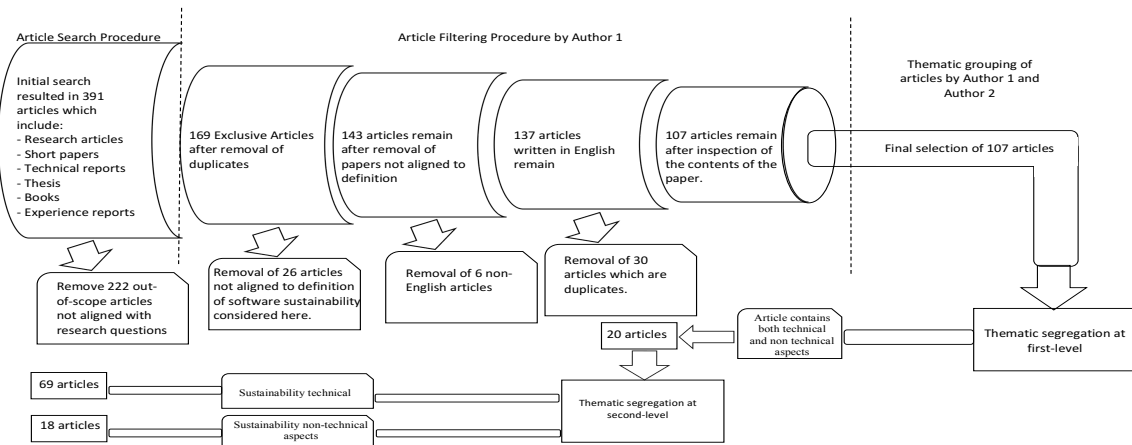 Article Search Procedure
Article Filtering Procedure by Author 1
Thematic grouping of
articles by Author 1 and
Author 2
Initial search
resulted in 391
articles which
include:
- Research articles
- Short papers
- Technical reports
- Thesis
- Books
- Experience reports
169 Exclusive Articles
after removal of
duplicates
143 articles remain
after removal of
papers not aligned to
definition
137 articles
written in English
remain
107 articles remain
after inspection of
the contents of the
paper.
Final selection of 107 articles
Remove 222 out-
of-scope articles
not aligned with
research questions
Removal of 26 articles
not aligned to definition
of software sustainability
considered here.
Removal of 6 non-
English articles
Removal of 30
articles which are
duplicates.
Thematic segregation at
first-level
Article contains
both technical
and non technical
aspects
20 articles
Thematic segregation at
second-level
Sustainability technical
69 articles
Sustainability non-technical
aspects
18 articles